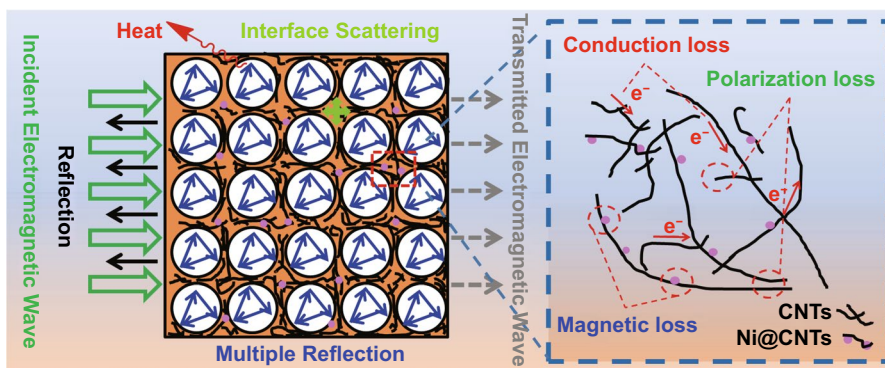 Heat
Interface Scattering
Incident Electromagnetic Wave
Reflection
Multiple Reflection
Transmitted Electromagnetic Wave
Conduction loss
Polarization loss
e⁻
e⁻
e⁻
e⁻
Magnetic loss
CNTs
Ni@CNTs